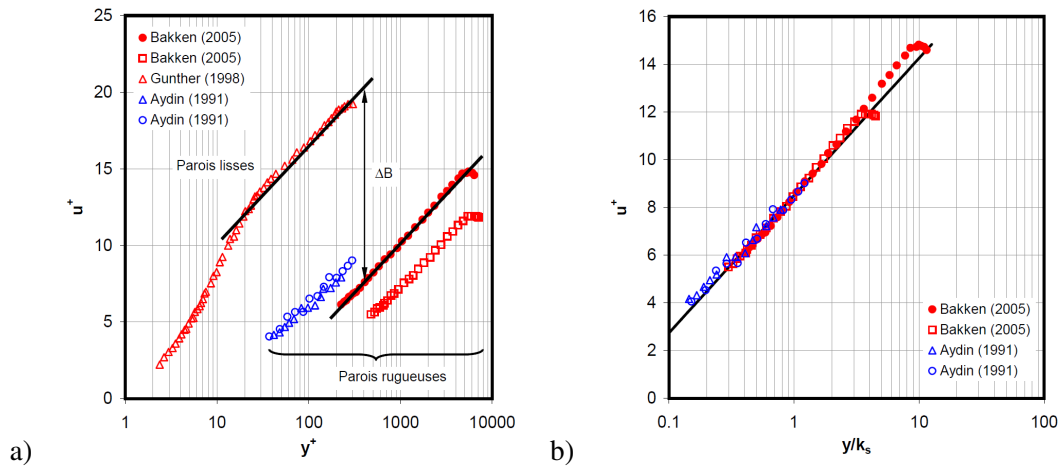 25
20
15
10
5
0
u+
Bakken (2005)
Bakken (2005)
Gunther (1998)
Aydin (1991)
Aydin (1991)
Parois lisses
ΔB
Parois rugueuses
1
10
100
1000
10000
y+
a)
16
14
12
10
8
6
4
2
0
u+
Bakken (2005)
Bakken (2005)
Aydin (1991)
Aydin (1991)
0.1
1
10
100
y/ks
b)